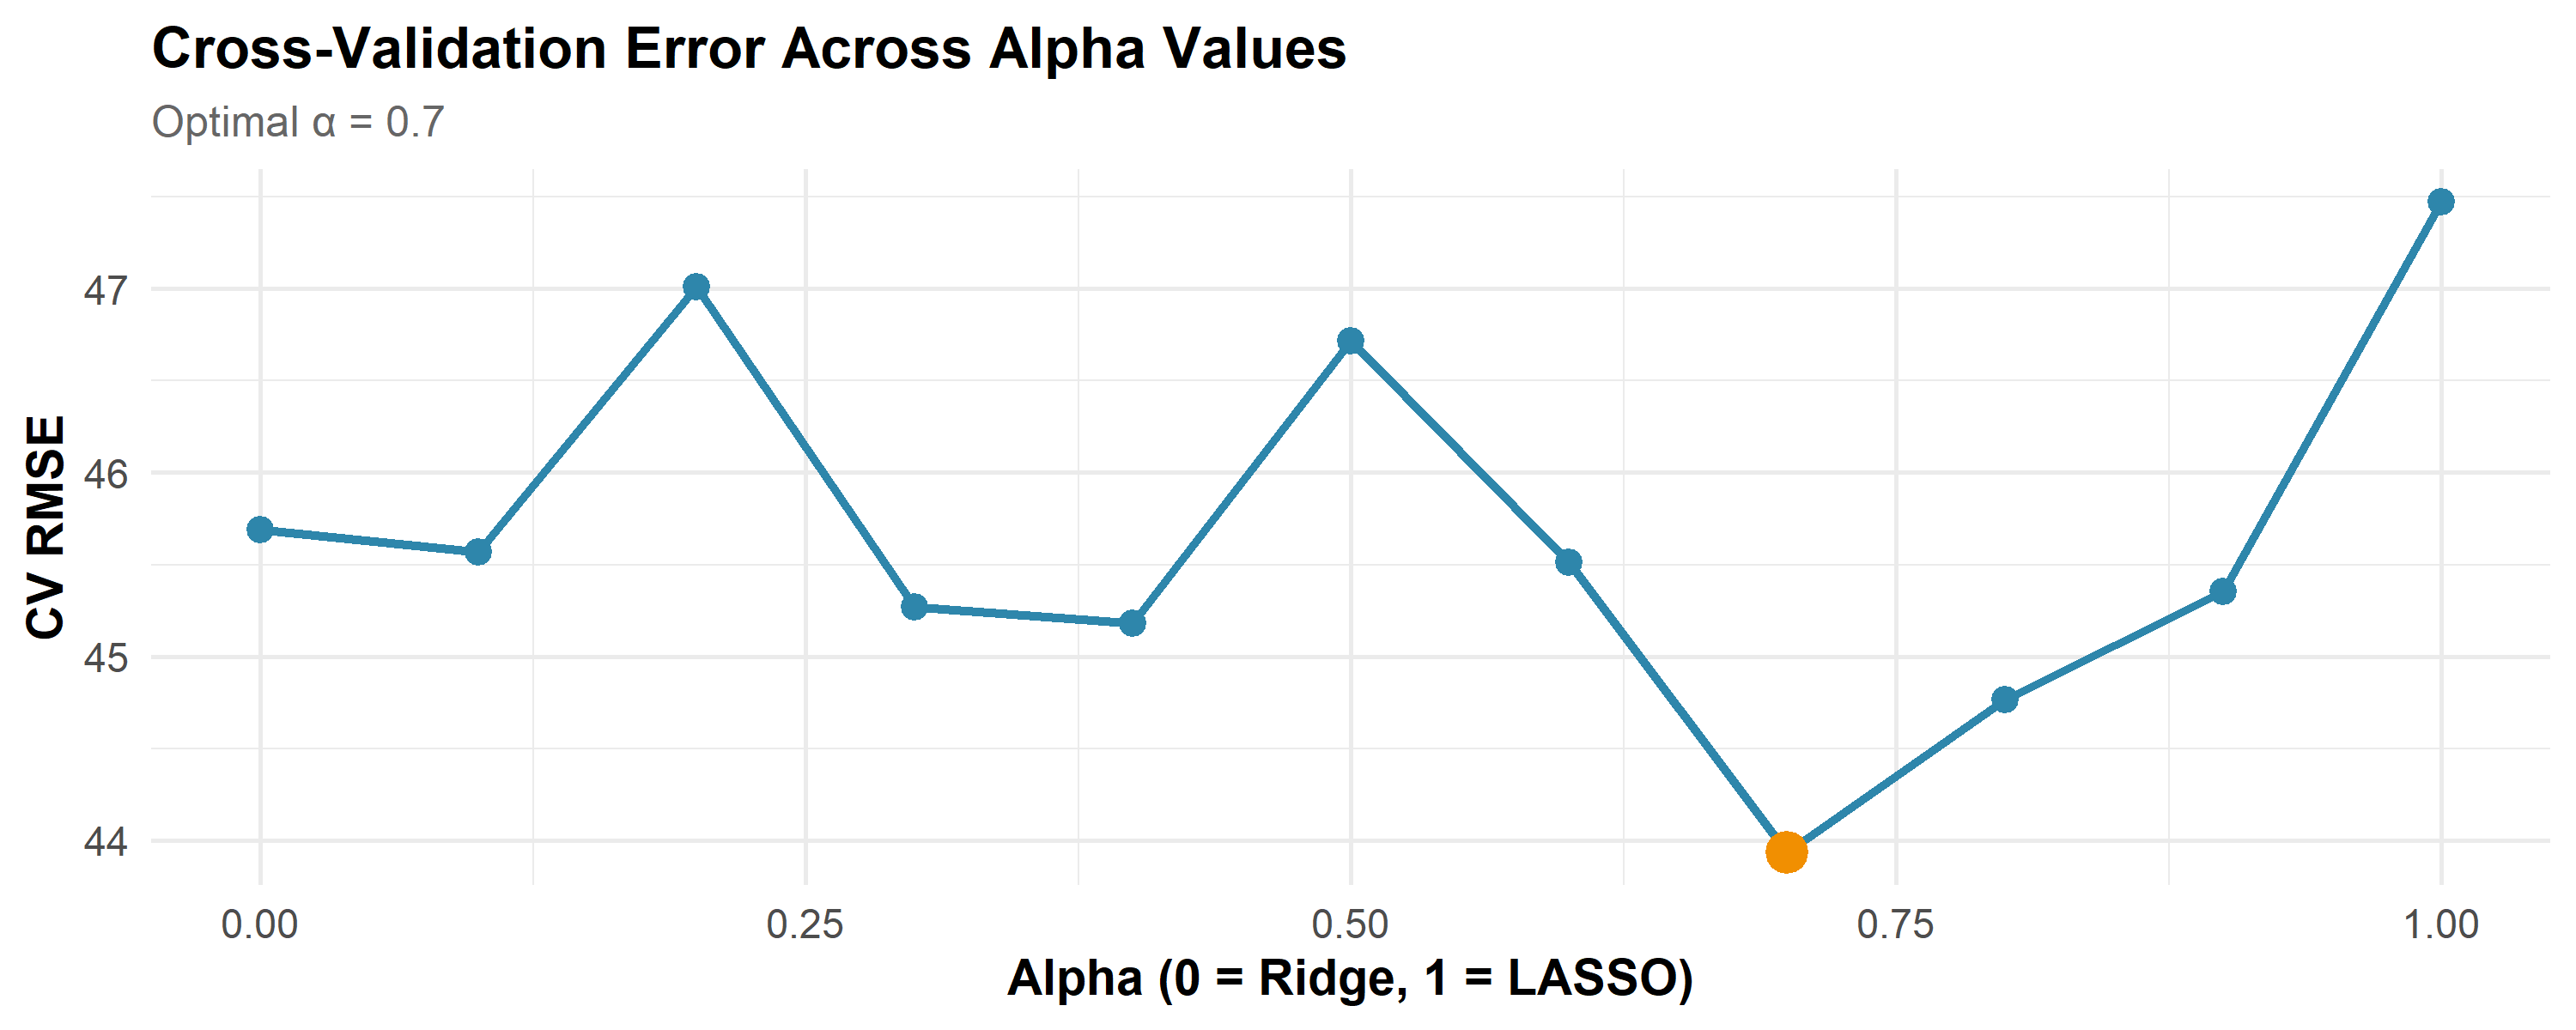 Cross-Validation Error Across Alpha Values
Optimal α = 0.7
CV RMSE
47
46
45
44
0.00 0.25 0.50 0.75 1.00
Alpha (0 = Ridge, 1 = LASSO)